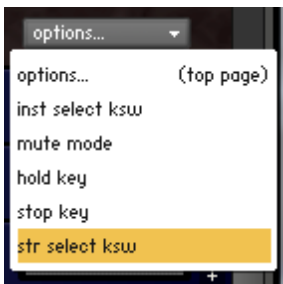 options...
options... (top page)
inst select ksw
mute mode
hold key
stop key
str select ksw
+